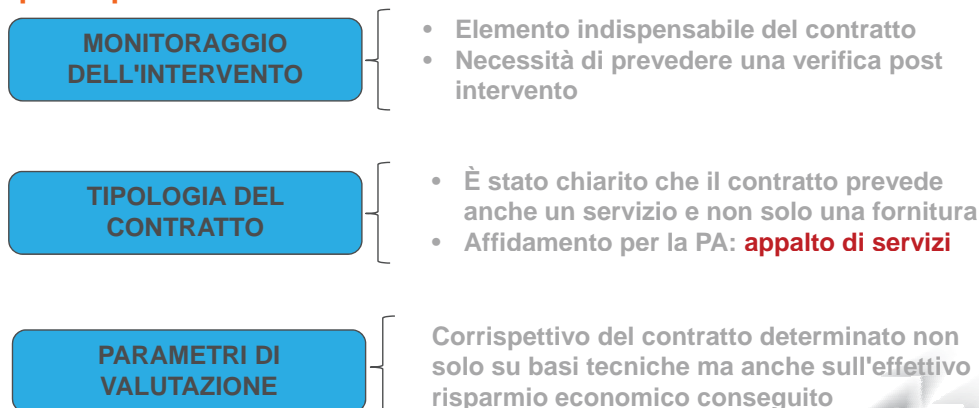 MONITORAGGIO
DELL'INTERVENTO
• Elemento indispensabile del contratto
• Necessità di prevedere una verifica post
intervento
TIPOLOGIA DEL
CONTRATTO
• È stato chiarito che il contratto prevede
anche un servizio e non solo una fornitura
• Affidamento per la PA: appalto di servizi
PARAMETRI DI
VALUTAZIONE
Corrispettivo del contratto determinato non
solo su basi tecniche ma anche sull'effettivo
risparmio economico conseguito